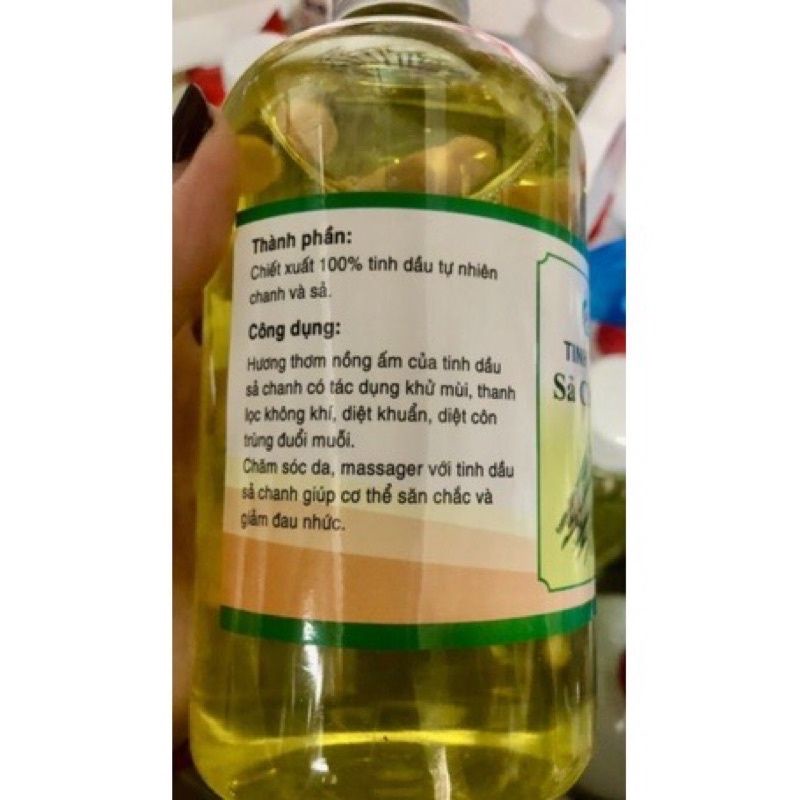 Thành phần:
Chiết xuất 100% tinh dầu tự nhiên
chanh và sả.
Công dụng:
Hương thơm nồng ấm của tinh dầu
sả chanh có tác dụng khử mùi, thanh
lọc không khí, diệt khuẩn, diệt côn
trùng đuổi muỗi.
Chăm sóc da, massager với tinh dầu
sả chanh giúp cơ thể săn chắc và
giảm đau nhức.
TINH
Sả